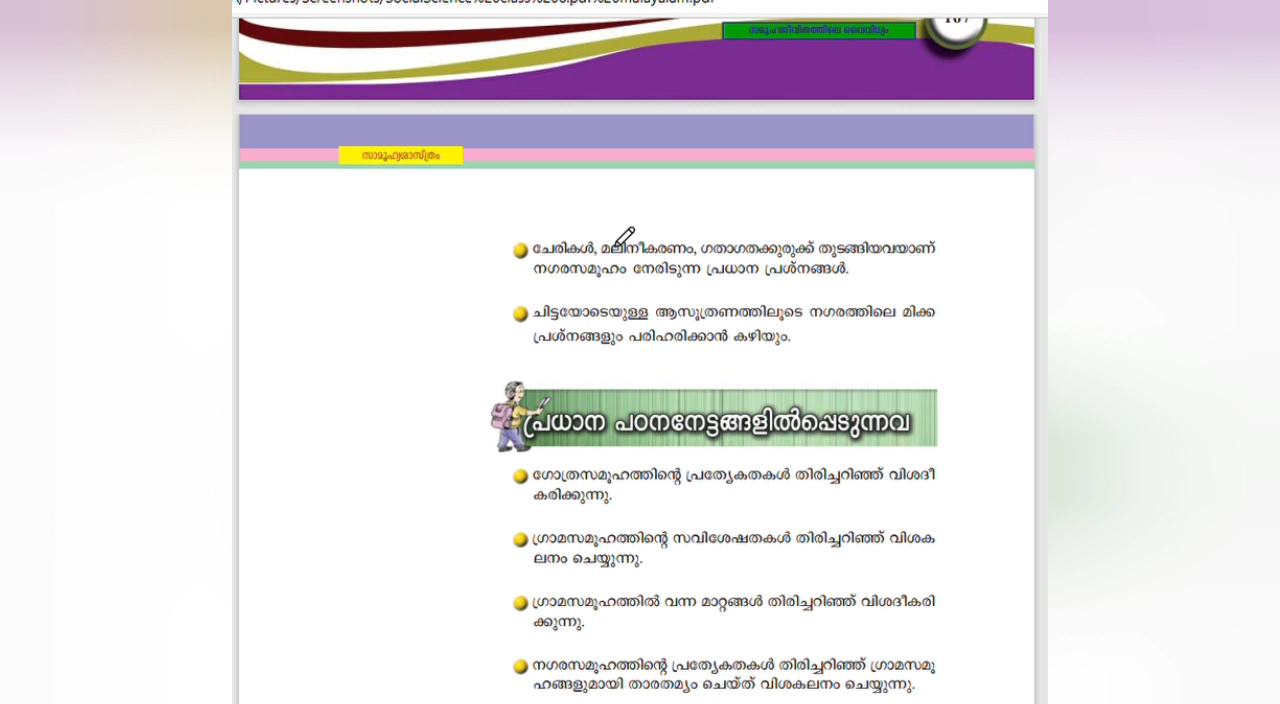 സമൂഹജീവിതത്തിലെ വൈവിധ്യം
സാമൂഹ്യശാസ്ത്രം
ചേരികൾ, മലിനീകരണം, ഗതാഗതക്കുരുക്ക് തുടങ്ങിയവയാണ്
നഗരസമൂഹം നേരിടുന്ന പ്രധാന പ്രശ്നങ്ങൾ.
ചിട്ടയോടെയുള്ള ആസൂത്രണത്തിലൂടെ നഗരത്തിലെ മിക്ക
പ്രശ്നങ്ങളും പരിഹരിക്കാൻ കഴിയും.
പ്രധാന പഠനനേട്ടങ്ങളിൽപ്പെടുന്നവ
ഗോത്രസമൂഹത്തിന്റെ പ്രത്യേകതകൾ തിരിച്ചറിഞ്ഞ് വിശദീ
കരിക്കുന്നു.
ഗ്രാമസമൂഹത്തിന്റെ സവിശേഷതകൾ തിരിച്ചറിഞ്ഞ് വിശക
ലനം ചെയ്യുന്നു.
ഗ്രാമസമൂഹത്തിൽ വന്ന മാറ്റങ്ങൾ തിരിച്ചറിഞ്ഞ് വിശദീകരി
ക്കുന്നു.
നഗരസമൂഹത്തിന്റെ പ്രത്യേകതകൾ തിരിച്ചറിഞ്ഞ് ഗ്രാമസമൂ
ഹങ്ങളുമായി താരതമ്യം ചെയ്ത് വിശകലനം ചെയ്യുന്നു.